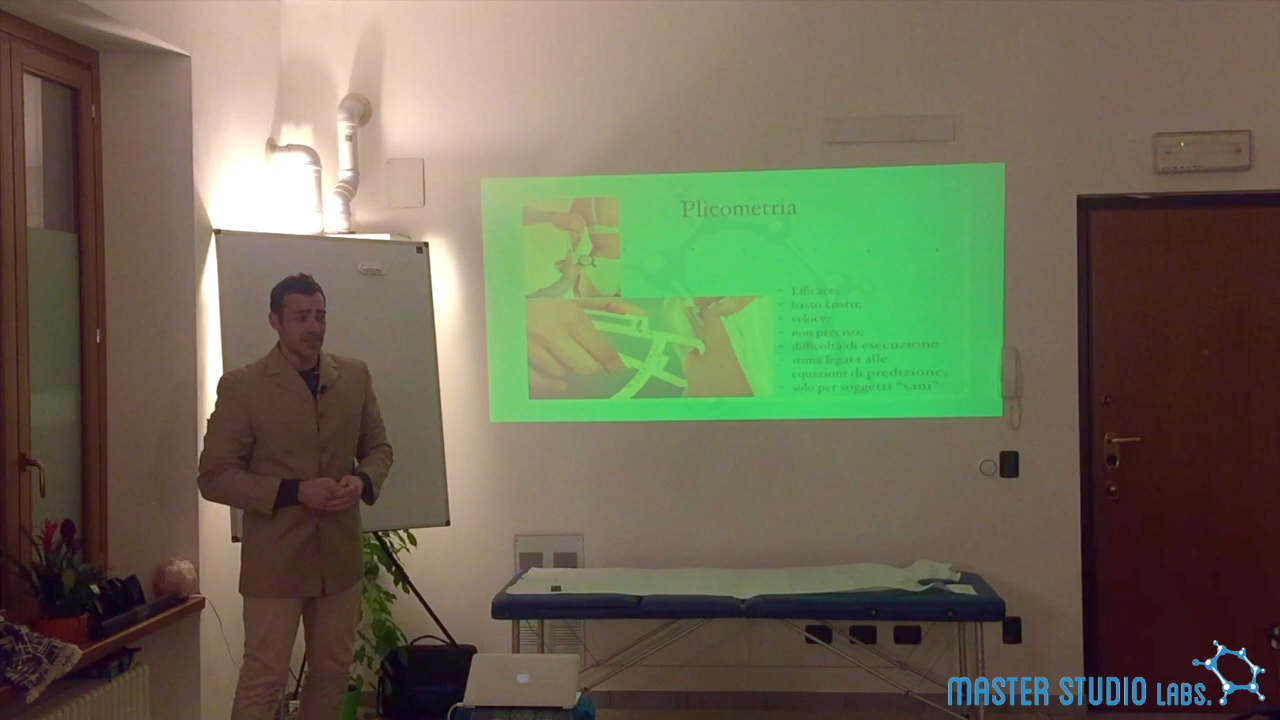 Plicometria
- Efficace;
- basso costo;
- veloce;
- non preciso;
- difficoltà di esecuzione
- stima legata alle
equazioni di predizione;
- solo per soggetti “sani”
MASTER STUDIO LABS.